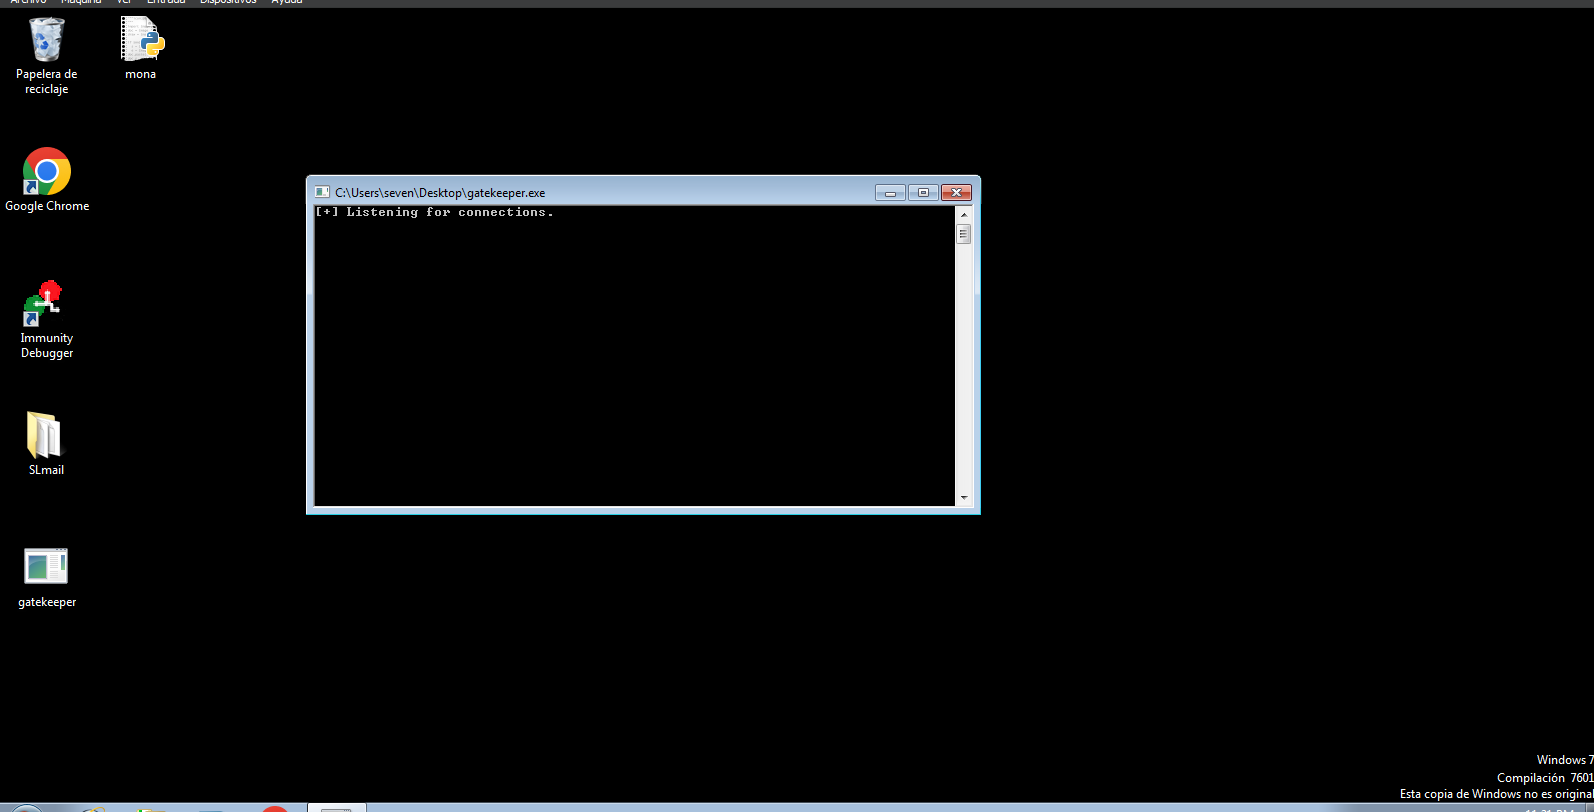 Archivo Máquina Ver Entrada Dispositivos Ayuda
Papelera de
reciclaje
mona
Google Chrome
Immunity
Debugger
SLmail
gatekeeper
C:\Users\seven\Desktop\gatekeeper.exe
[+] Listening for connections.
Windows 7
Compilación 7601
Esta copia de Windows no es original